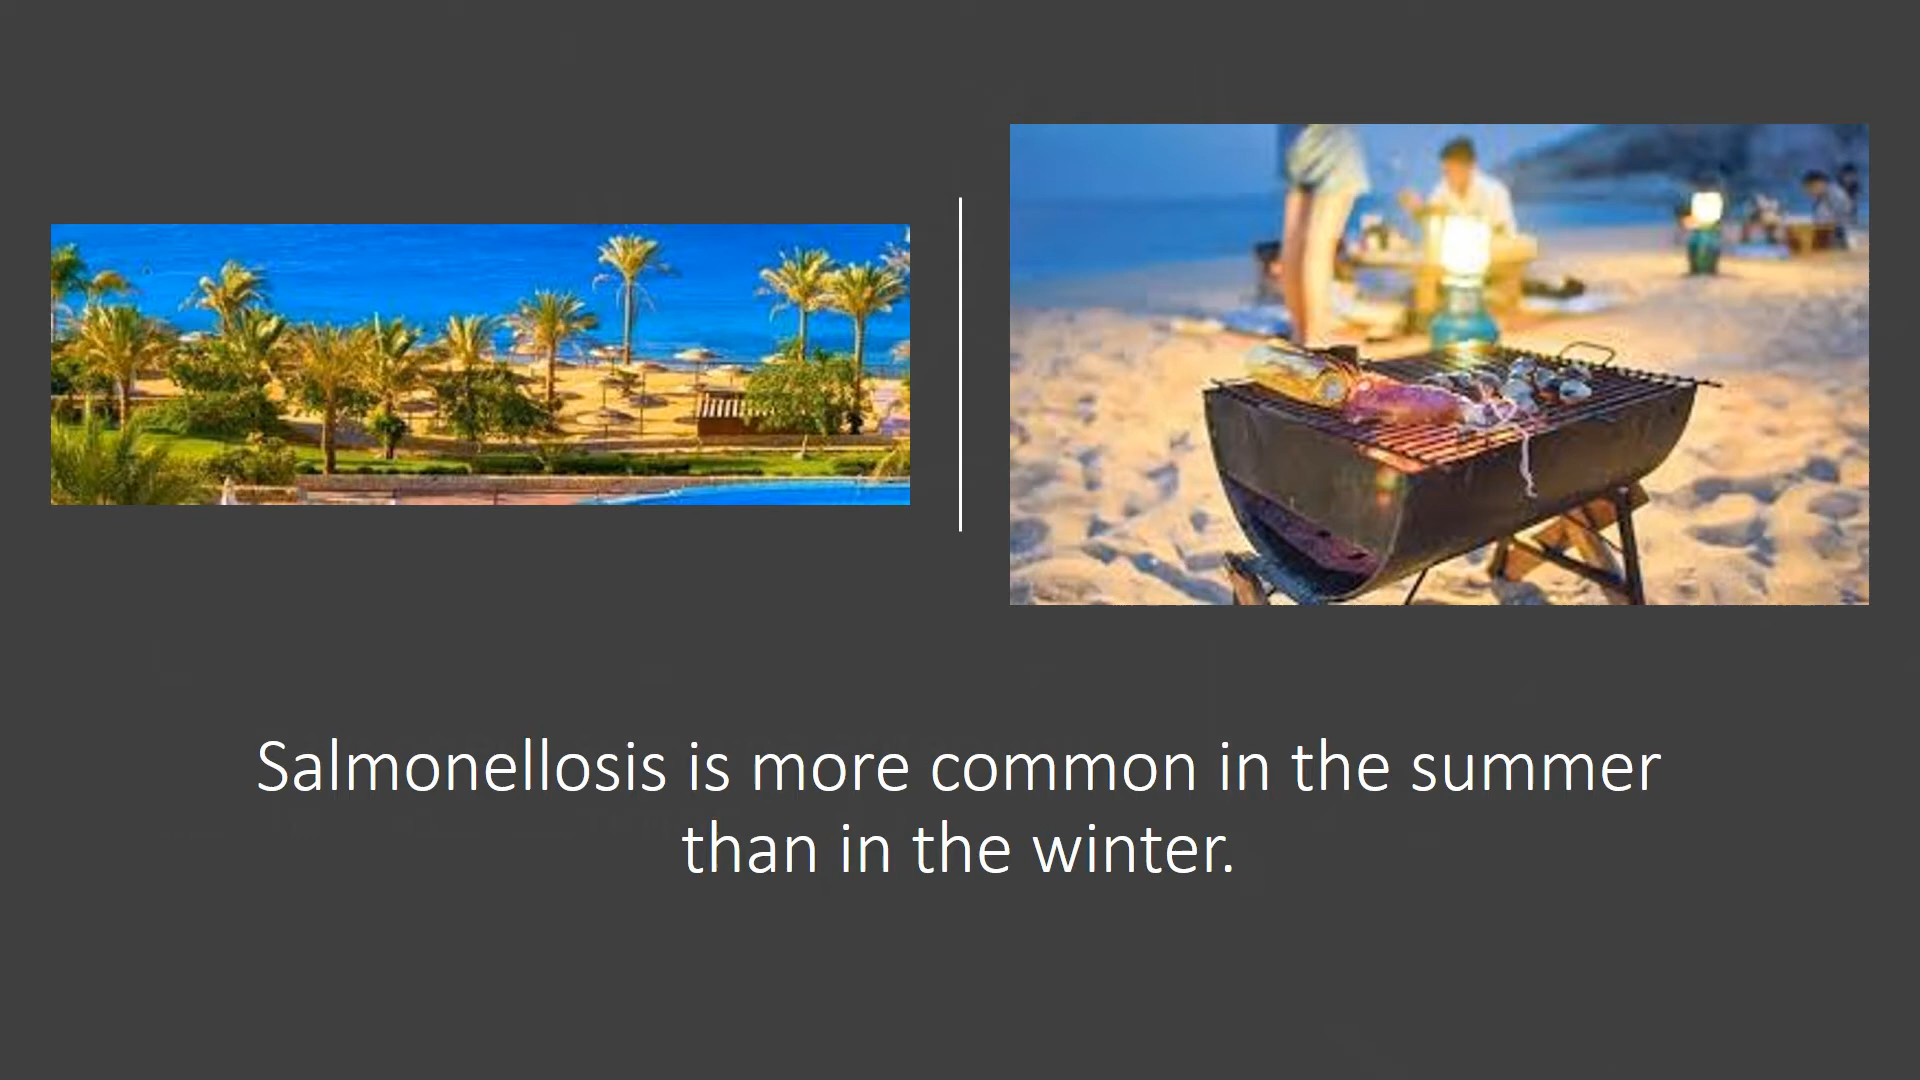 Salmonellosis is more common in the summer
than in the winter.